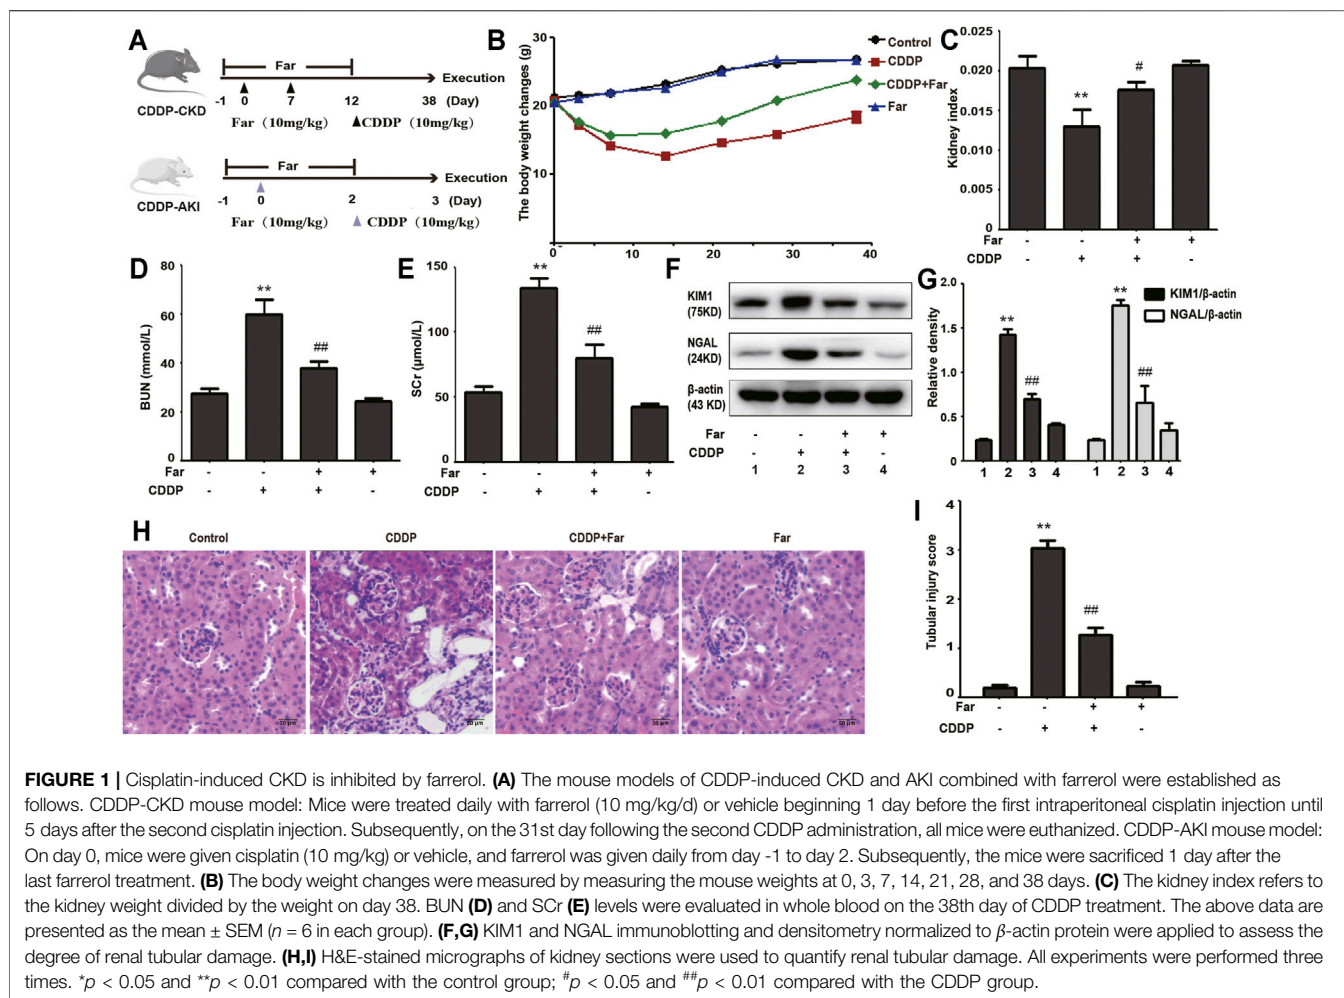 A
Far
Execution
-1 0 7 12 38 (Day)
CDDP-CKD
Far (10mg/kg) ▲CDDP (10mg/kg)
Far
Execution
-1 0 2 3 (Day)
CDDP-AKI
Far (10mg/kg) ▲ CDDP (10mg/kg)
B
The body weight changes (g)
30
20
10
0 10 20 30 40
Control
CDDP
CDDP+Far
Far
C
Kidney index
0.025
0.020
0.015
0.010
0.005
0
** #
Far - - + +
CDDP - + + -
D
BUN (mmol/L)
80
60
40
20
0
** ##
Far - - + +
CDDP - + + -
E
SCr (μmol/L)
150
100
50
0
** ##
Far - - + +
CDDP - + + -
F
KIM1
(75KD)
NGAL
(24KD)
β-actin
(43 KD)
Far - - + +
CDDP - + + -
1 2 3 4
G
Relative density
2.0
1.5
1.0
0.5
0
KIM1/β-actin
NGAL/β-actin
** ## ** ##
1 2 3 4 1 2 3 4
H
Control CDDP CDDP+Far Far
I
Tubular injury score
4
3
2
1
0
** ##
Far - - + +
CDDP - + + -
FIGURE 1 | Cisplatin-induced CKD is inhibited by farrerol. (A) The mouse models of CDDP-induced CKD and AKI combined with farrerol were established as
follows. CDDP-CKD mouse model: Mice were treated daily with farrerol (10 mg/kg/d) or vehicle beginning 1 day before the first intraperitoneal cisplatin injection until
5 days after the second cisplatin injection. Subsequently, on the 31st day following the second CDDP administration, all mice were euthanized. CDDP-AKI mouse model:
On day 0, mice were given cisplatin (10 mg/kg) or vehicle, and farrerol was given daily from day -1 to day 2. Subsequently, the mice were sacrificed 1 day after the
last farrerol treatment. (B) The body weight changes were measured by measuring the mouse weights at 0, 3, 7, 14, 21, 28, and 38 days. (C) The kidney index refers to
the kidney weight divided by the weight on day 38. BUN (D) and SCr (E) levels were evaluated in whole blood on the 38th day of CDDP treatment. The above data are
presented as the mean ± SEM (n = 6 in each group). (F,G) KIM1 and NGAL immunoblotting and densitometry normalized to β-actin protein were applied to assess the
degree of renal tubular damage. (H,I) H&E-stained micrographs of kidney sections were used to quantify renal tubular damage. All experiments were performed three
times. *p < 0.05 and **p < 0.01 compared with the control group; #p < 0.05 and ##p < 0.01 compared with the CDDP group.